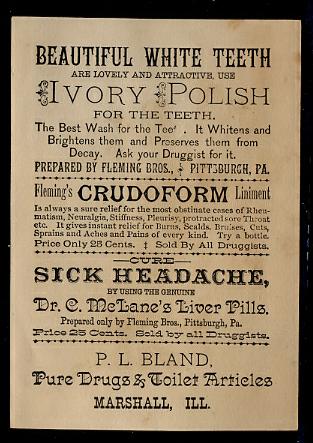 BEAUTIFUL WHITE TEETH
ARE LOVELY AND ATTRACTIVE, USE
IVORY POLISH
FOR THE TEETH.
The Best Wash for the Tee . It Whitens and
Brightens them and Preserves them from
Decay. Ask your Druggist for it.
PREPARED BY FLEMING BROS., PITTSBURGH, PA.
Fleming's CRUDOFORM Liniment
Is always a sure relief for the most obstinate cases of Rheu-
matism, Neuralgia, Stiffness, Pleurisy, protracted sore Throat
etc. It gives instant relief for Burns, Scalds, Bruises, Cuts,
Sprains and Aches and Pains of every kind. Try a bottle.
Price Only 25 Cents. ‡ Sold By All Druggists.
CURE
SICK HEADACHE,
BY USING THE GENUINE
Dr. C. McLane's Liver Pills.
Prepared only by Fleming Bros., Pittsburgh, Pa.
Price 25 Cents. Sold by all Druggists.
P. L. BLAND,
Pure Drugs & Toilet Articles
MARSHALL, ILL.